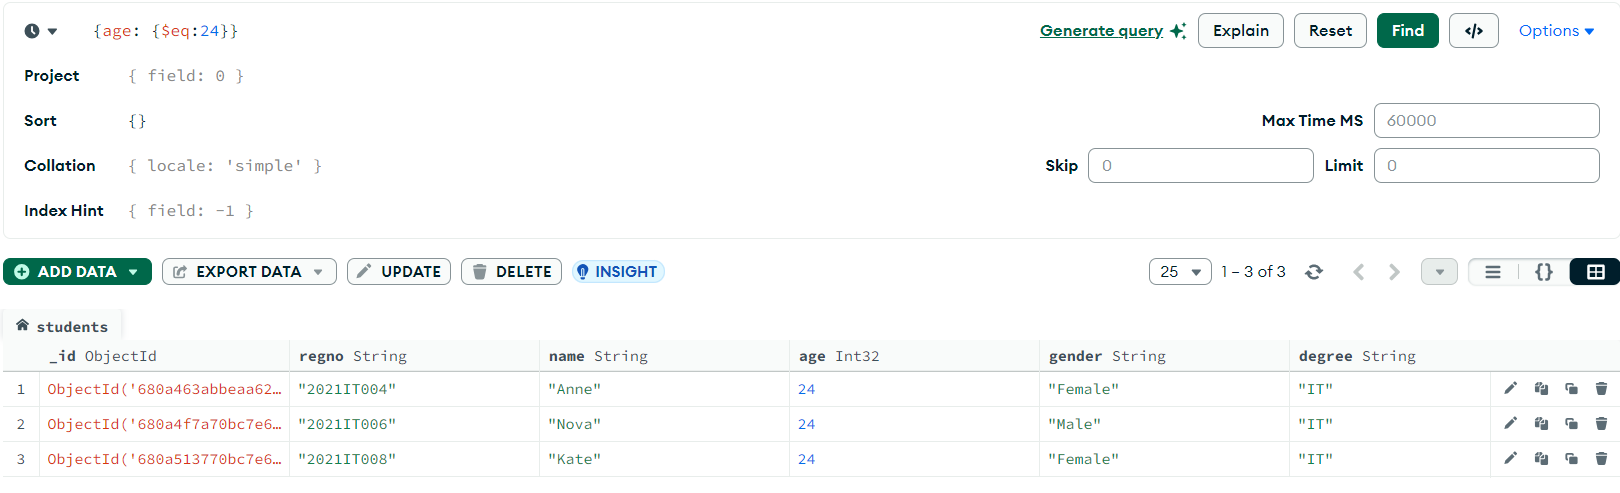 {age: {$eq:24}} Generate query Explain Reset Find </> Options
Project { field: 0 }
Sort {} Max Time MS 60000
Collation { locale: 'simple' } Skip 0 Limit 0
Index Hint { field: -1 }
ADD DATA EXPORT DATA UPDATE DELETE INSIGHT 25 1 – 3 of 3 {}
students
_id ObjectId regno String name String age Int32 gender String degree String
1 ObjectId('680a463abbeaa62… "2021IT004" "Anne" 24 "Female" "IT"
2 ObjectId('680a4f7a70bc7e6… "2021IT006" "Nova" 24 "Male" "IT"
3 ObjectId('680a513770bc7e6… "2021IT008" "Kate" 24 "Female" "IT"